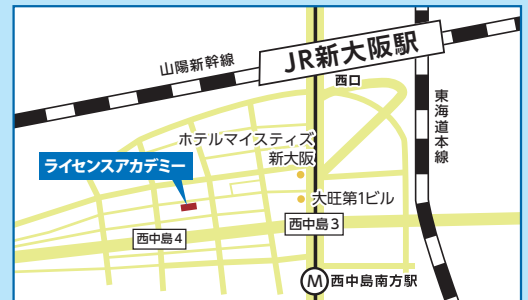 JR新大阪駅
山陽新幹線
西口
東海道本線
ホテルマイスティズ
新大阪
ライセンスアカデミー
大旺第1ビル
西中島3
西中島4
M 西中島南方駅